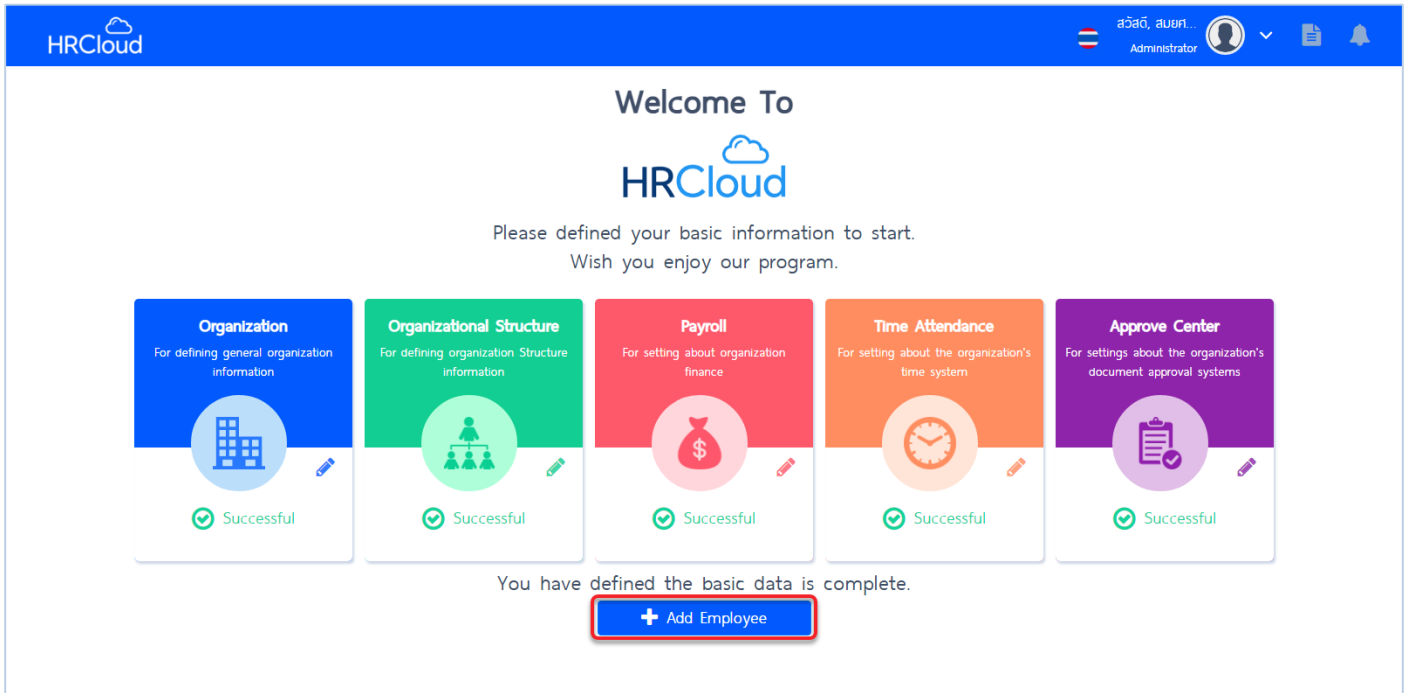 HRCloud
สวัสดี, สมยศ...
Administrator
Welcome To
HRCloud
Please defined your basic information to start.
Wish you enjoy our program.
Organization
For defining general organization
information
Successful
Organizational Structure
For defining organization Structure
information
Successful
Payroll
For setting about organization
finance
$
Successful
Time Attendance
For setting about the organization's
time system
Successful
Approve Center
For settings about the organization's
document approval systems
Successful
You have defined the basic data is complete.
Add Employee